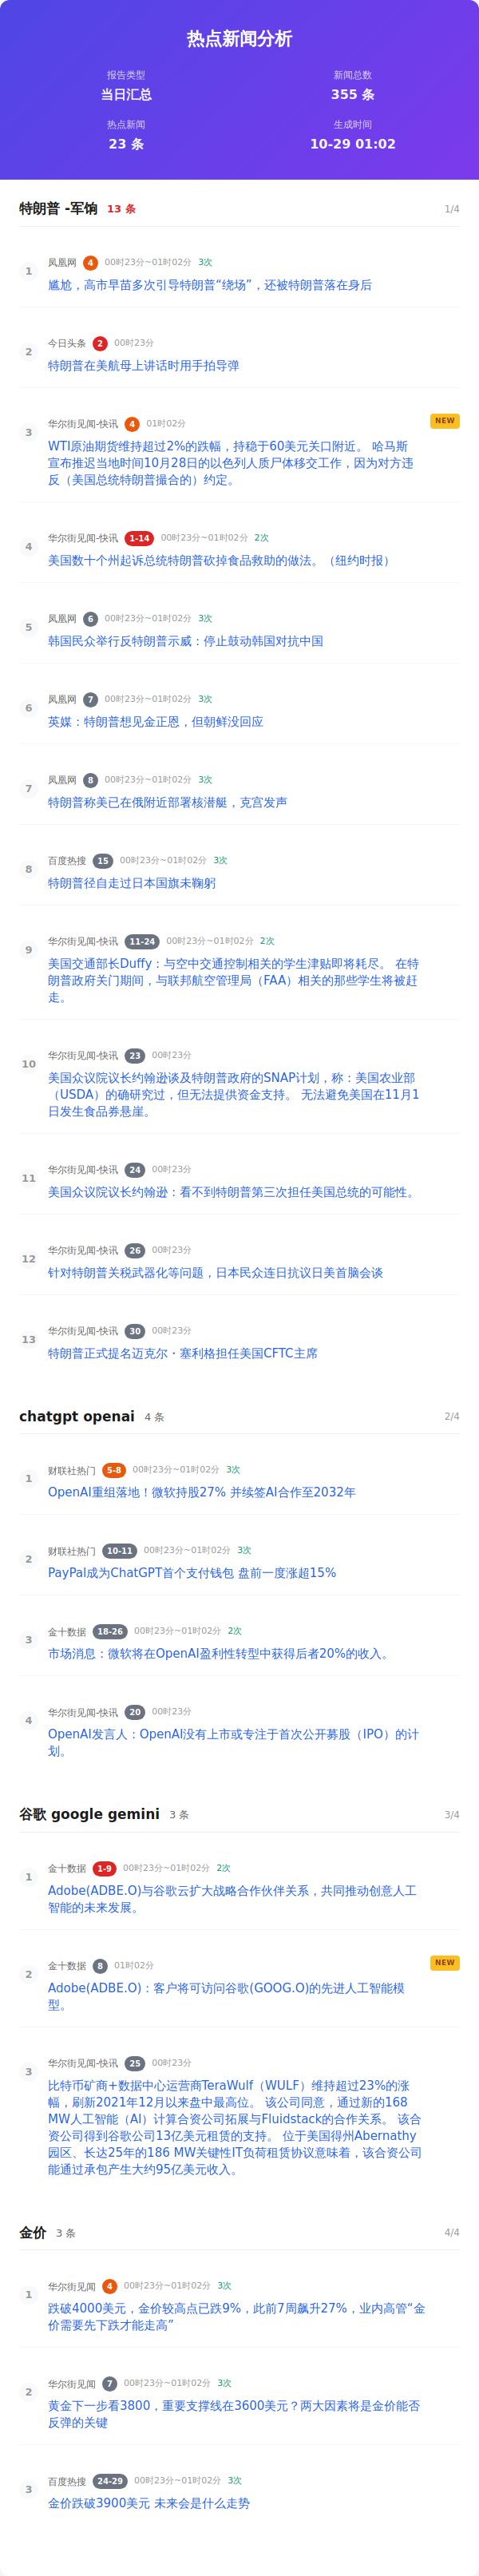 热点新闻分析
报告类型
当日汇总
新闻总数
355 条
热点新闻
23 条
生成时间
10-29 01:02
特朗普 -军饷 13 条 1/4
1 凤凰网 4 00时23分~01时02分 3次
尴尬，高市早苗多次引导特朗普“绕场”，还被特朗普落在身后
2 今日头条 2 00时23分
特朗普在美航母上讲话时用手拍导弹
3 华尔街见闻-快讯 4 01时02分 NEW
WTI原油期货维持超过2%的跌幅，持稳于60美元关口附近。 哈马斯
宣布推迟当地时间10月28日的以色列人质尸体移交工作，因为对方违
反（美国总统特朗普撮合的）约定。
4 华尔街见闻-快讯 1-14 00时23分~01时02分 2次
美国数十个州起诉总统特朗普砍掉食品救助的做法。（纽约时报）
5 凤凰网 6 00时23分~01时02分 3次
韩国民众举行反特朗普示威：停止鼓动韩国对抗中国
6 凤凰网 7 00时23分~01时02分 3次
英媒：特朗普想见金正恩，但朝鲜没回应
7 凤凰网 8 00时23分~01时02分 3次
特朗普称美已在俄附近部署核潜艇，克宫发声
8 百度热搜 15 00时23分~01时02分 3次
特朗普径自走过日本国旗未鞠躬
9 华尔街见闻-快讯 11-24 00时23分~01时02分 2次
美国交通部长Duffy：与空中交通控制相关的学生津贴即将耗尽。 在特
朗普政府关门期间，与联邦航空管理局（FAA）相关的那些学生将被赶
走。
10 华尔街见闻-快讯 23 00时23分
美国众议院议长约翰逊谈及特朗普政府的SNAP计划，称：美国农业部
（USDA）的确研究过，但无法提供资金支持。 无法避免美国在11月1
日发生食品券悬崖。
11 华尔街见闻-快讯 24 00时23分
美国众议院议长约翰逊：看不到特朗普第三次担任美国总统的可能性。
12 华尔街见闻-快讯 26 00时23分
针对特朗普关税武器化等问题，日本民众连日抗议日美首脑会谈
13 华尔街见闻-快讯 30 00时23分
特朗普正式提名迈克尔・塞利格担任美国CFTC主席
chatgpt openai 4 条 2/4
1 财联社热门 5-8 00时23分~01时02分 3次
OpenAI重组落地！微软持股27% 并续签AI合作至2032年
2 财联社热门 10-11 00时23分~01时02分 3次
PayPal成为ChatGPT首个支付钱包 盘前一度涨超15%
3 金十数据 18-26 00时23分~01时02分 2次
市场消息：微软将在OpenAI盈利性转型中获得后者20%的收入。
4 华尔街见闻-快讯 20 00时23分
OpenAI发言人：OpenAI没有上市或专注于首次公开募股（IPO）的计
划。
谷歌 google gemini 3 条 3/4
1 金十数据 1-9 00时23分~01时02分 2次
Adobe(ADBE.O)与谷歌云扩大战略合作伙伴关系，共同推动创意人工
智能的未来发展。
2 金十数据 8 01时02分 NEW
Adobe(ADBE.O)：客户将可访问谷歌(GOOG.O)的先进人工智能模
型。
3 华尔街见闻-快讯 25 00时23分
比特币矿商+数据中心运营商TeraWulf（WULF）维持超过23%的涨
幅，刷新2021年12月以来盘中最高位。 该公司同意，通过新的168
MW人工智能（AI）计算合资公司拓展与Fluidstack的合作关系。 该合
资公司得到谷歌公司13亿美元租赁的支持。 位于美国得州Abernathy
园区、长达25年的186 MW关键性IT负荷租赁协议意味着，该合资公司
能通过承包产生大约95亿美元收入。
金价 3 条 4/4
1 华尔街见闻 4 00时23分~01时02分 3次
跌破4000美元，金价较高点已跌9%，此前7周飙升27%，业内高管“金
价需要先下跌才能走高”
2 华尔街见闻 7 00时23分~01时02分 3次
黄金下一步看3800，重要支撑线在3600美元？两大因素将是金价能否
反弹的关键
3 百度热搜 24-29 00时23分~01时02分 3次
金价跌破3900美元 未来会是什么走势